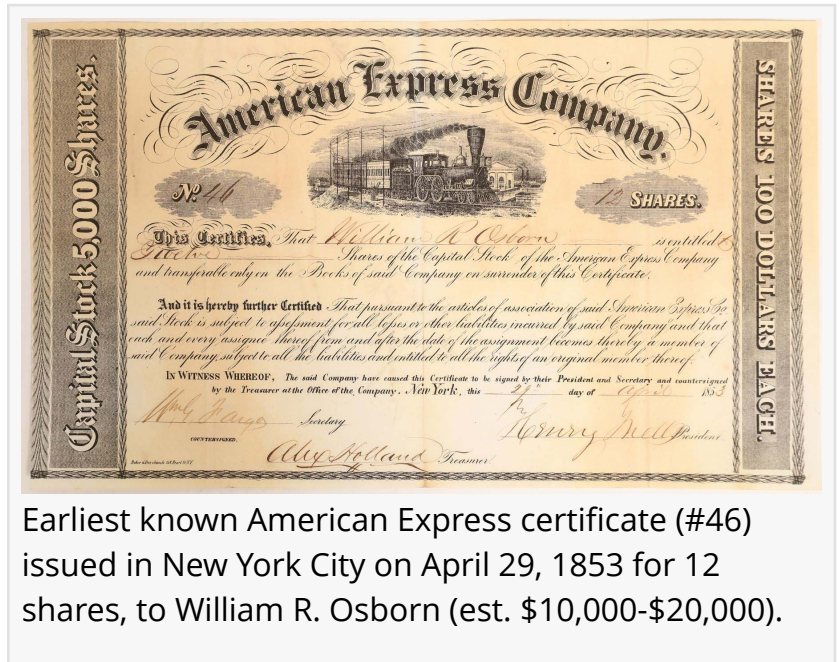 American Express Company.
Capital Stock 5,000 Shares.
SHARES 100 DOLLARS EACH.
No. 46
12 SHARES.
This Certifies, That William R Osborn is entitled to
Twelve Shares of the Capital Stock of the American Express Company
and transferable only on the Books of said Company on surrender of this Certificate.
And it is hereby further Certified That pursuant to the articles of association of said American Express Co.
said Stock is subject to assessment for all losses or other liabilities incurred by said Company and that
each and every assignee thereof from and after the date of the assignment becomes thereby a member of
said Company, subject to all the liabilities and entitled to all the rights of an original member thereof.
IN WITNESS WHEREOF, The said Company have caused this Certificate to be signed by their President and Secretary and countersigned
by the Treasurer at the Office of the Company. New York, this day of April 1853
Wm G Fargo Secretary.
Henry Wells President
COUNTERSIGNED.
Alex Holland Treasurer
Earliest known American Express certificate (#46)
issued in New York City on April 29, 1853 for 12
shares, to William R. Osborn (est. $10,000-$20,000).